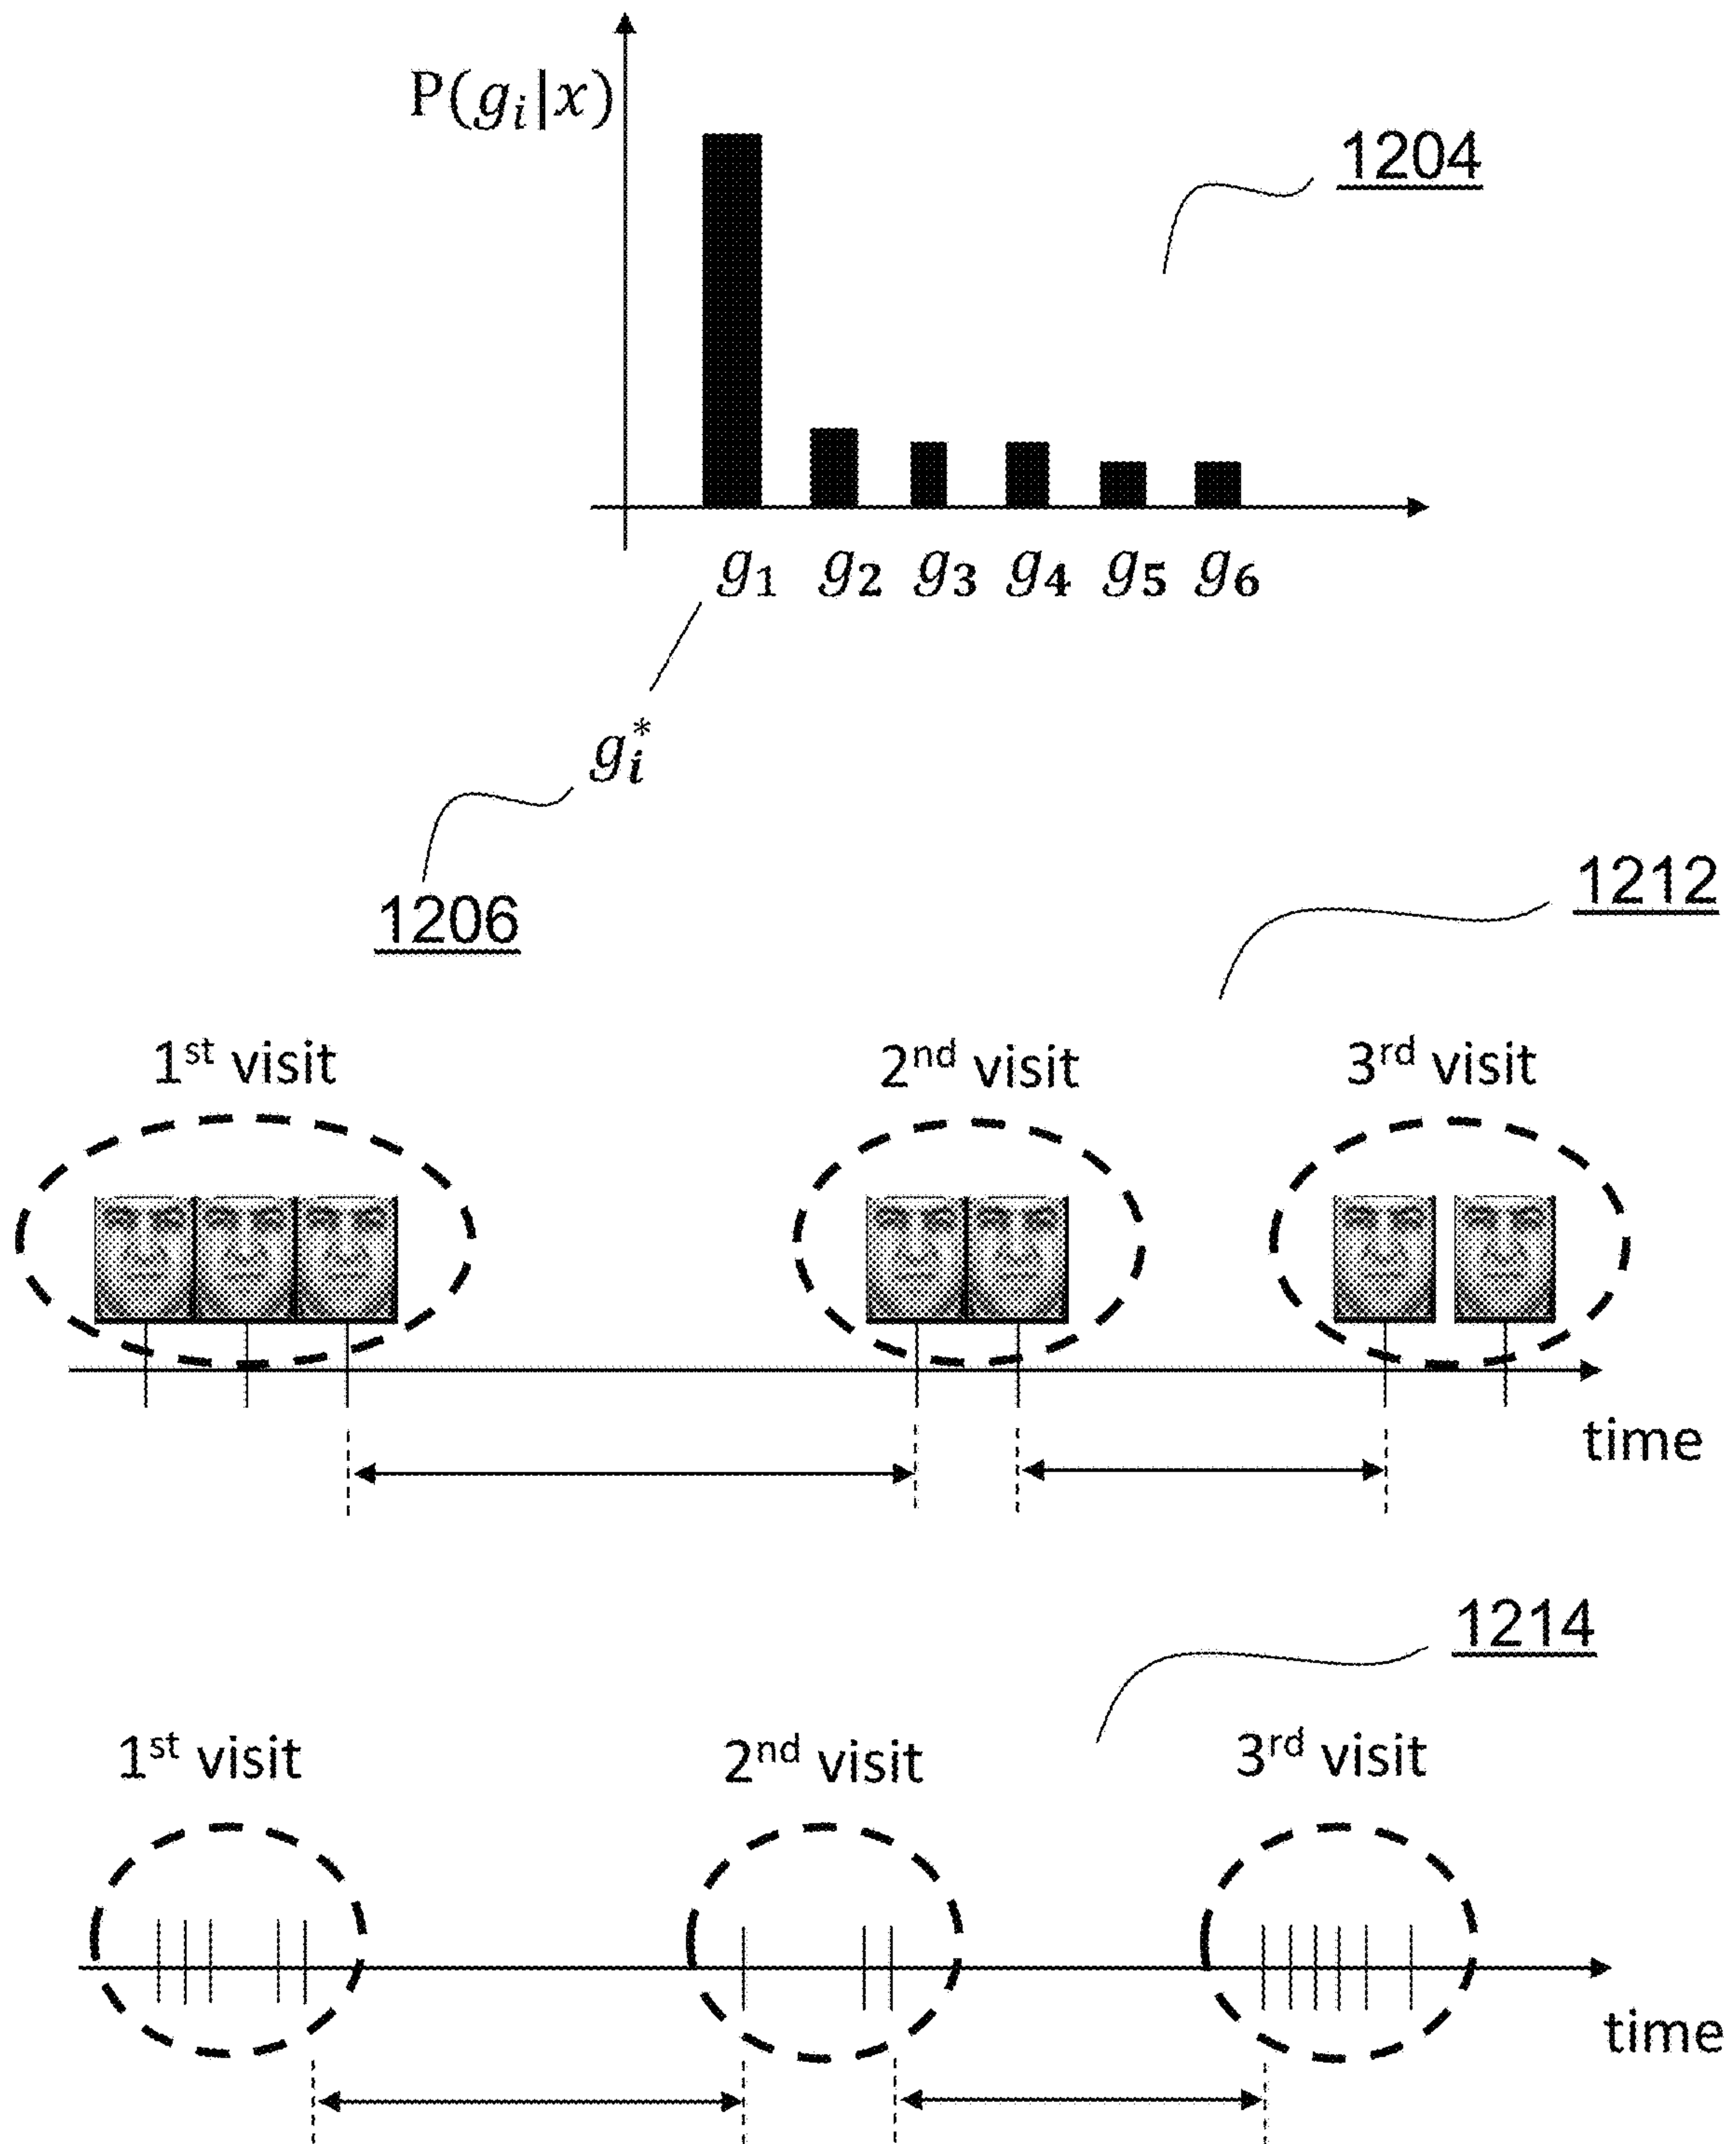 P(gᵢ|x)
1204
g₁ g₂ g₃ g₄ g₅ g₆
gᵢ*
1206
1212
1ˢᵗ visit 2ⁿᵈ visit 3ʳᵈ visit
time
1214
1ˢᵗ visit 2ⁿᵈ visit 3ʳᵈ visit
time